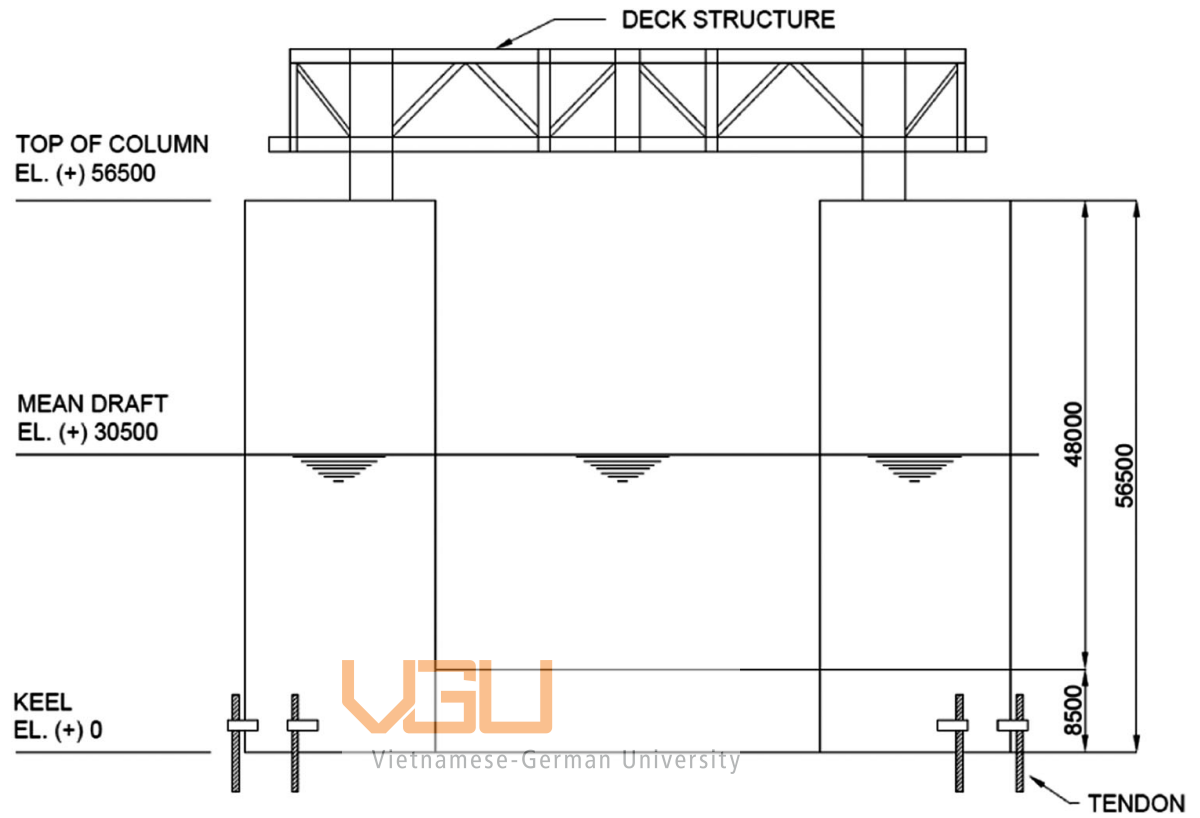 DECK STRUCTURE
TOP OF COLUMN
EL. (+) 56500
MEAN DRAFT
EL. (+) 30500
48000
56500
KEEL
EL. (+) 0
8500
VGU
Vietnamese-German University
TENDON